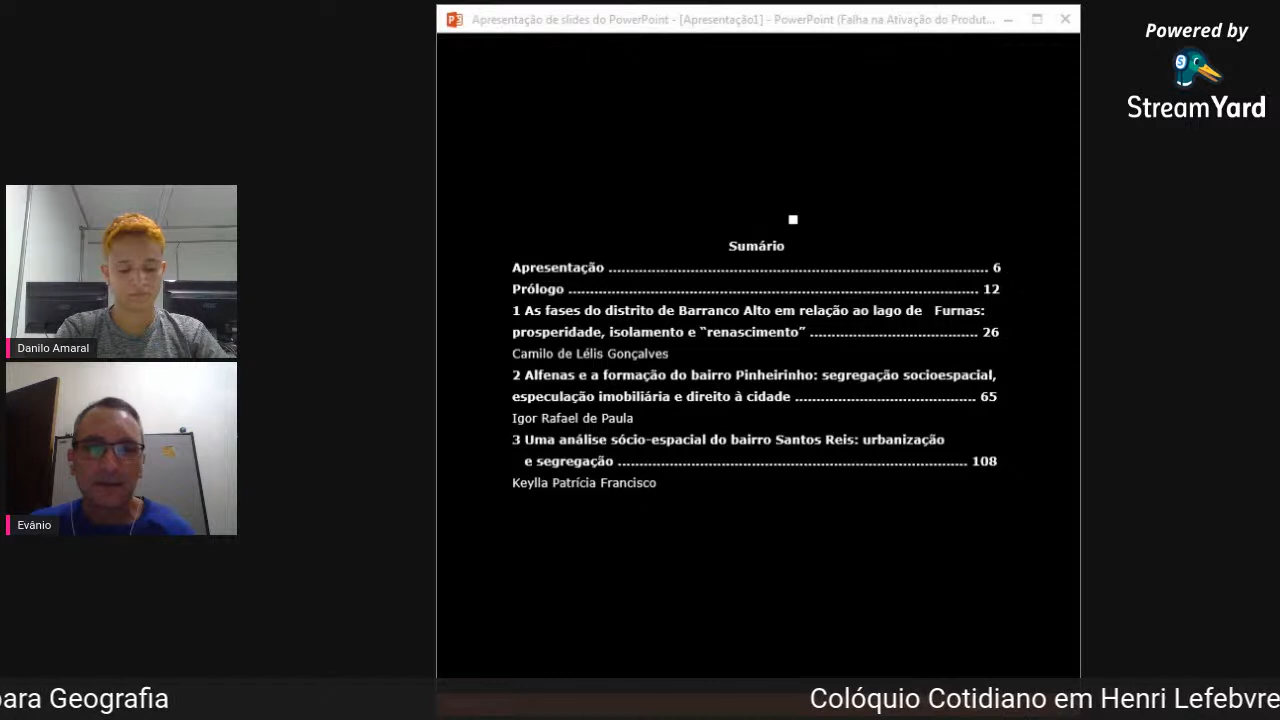 Apresentação de slides do PowerPoint - [Apresentação1] - PowerPoint (Falha na Ativação do Produt...
Powered by
StreamYard
Sumário
Apresentação ........................................................................................ 6
Prólogo ............................................................................................... 12
1 As fases do distrito de Barranco Alto em relação ao lago de Furnas:
prosperidade, isolamento e “renascimento” ....................................... 26
Camilo de Lélis Gonçalves
2 Alfenas e a formação do bairro Pinheirinho: segregação socioespacial,
especulação imobiliária e direito à cidade .......................................... 65
Igor Rafael de Paula
3 Uma análise sócio-espacial do bairro Santos Reis: urbanização
e segregação ................................................................................. 108
Keylla Patrícia Francisco
Danilo Amaral
Evânio
para Geografia
Colóquio Cotidiano em Henri Lefebvre